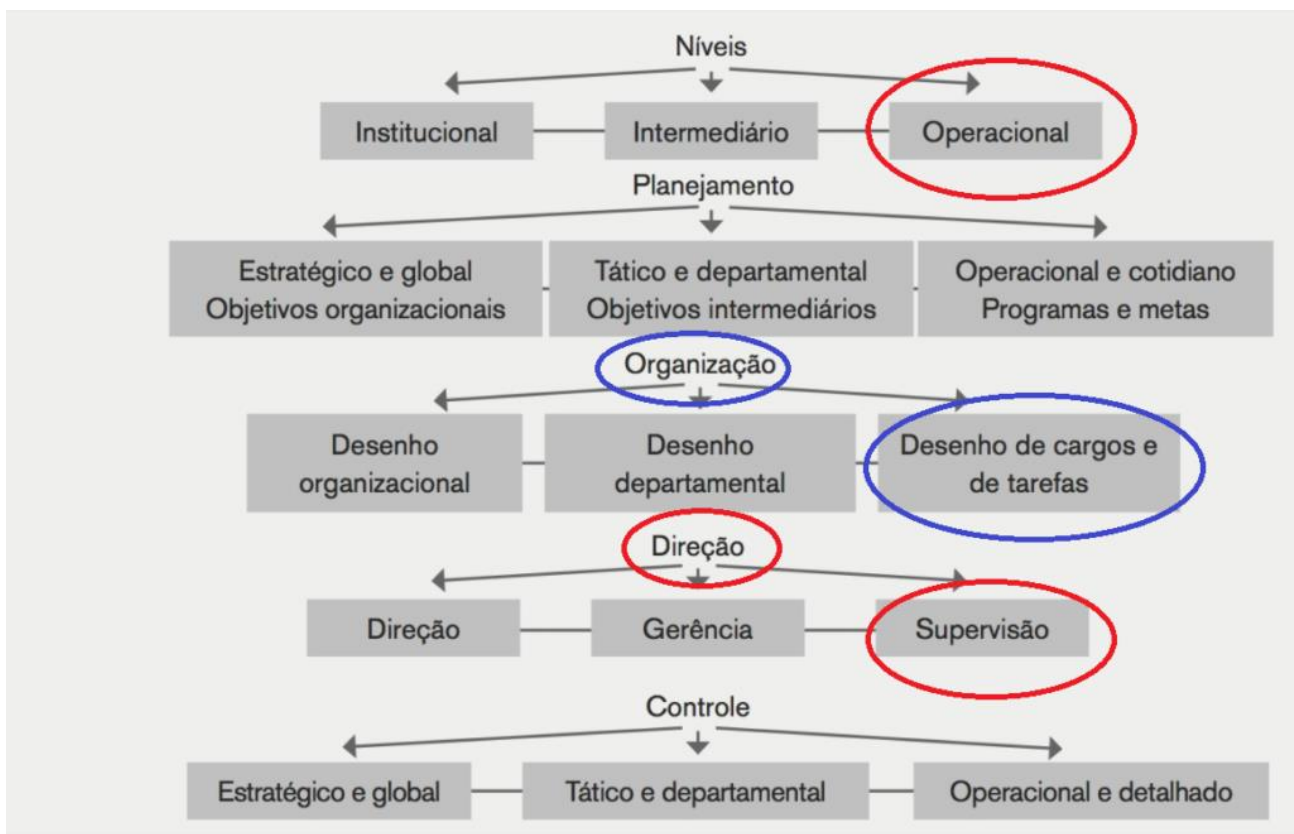 Níveis
Institucional
Intermediário
Operacional
Planejamento
Estratégico e global
Objetivos organizacionais
Tático e departamental
Objetivos intermediários
Operacional e cotidiano
Programas e metas
Organização
Desenho
organizacional
Desenho
departamental
Desenho de cargos e
de tarefas
Direção
Direção
Gerência
Supervisão
Controle
Estratégico e global
Tático e departamental
Operacional e detalhado